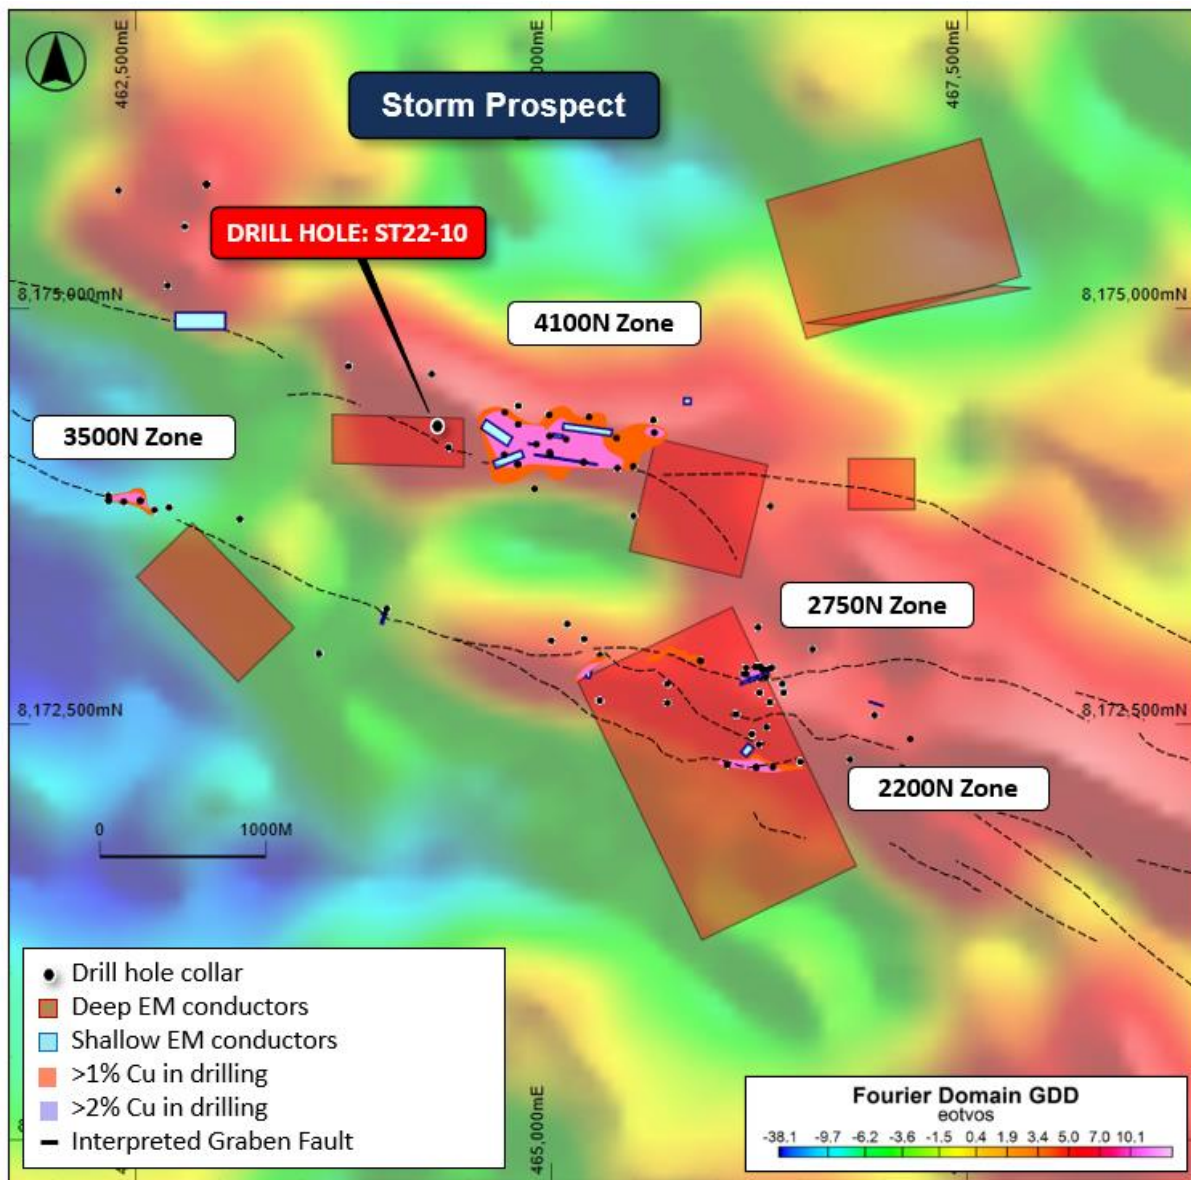 462,500mE
000mE
467,500mE
Storm Prospect
DRILL HOLE: ST22-10
8,175,000mN
8,175,000mN
4100N Zone
3500N Zone
2750N Zone
8,172,500mN
8,172,500mN
2200N Zone
0 1000M
Drill hole collar
Deep EM conductors
Shallow EM conductors
>1% Cu in drilling
>2% Cu in drilling
Interpreted Graben Fault
465,000mE
Fourier Domain GDD
eotvos
-38.1 -9.7 -6.2 -3.6 -1.5 0.4 1.9 3.4 5.0 7.0 10.1